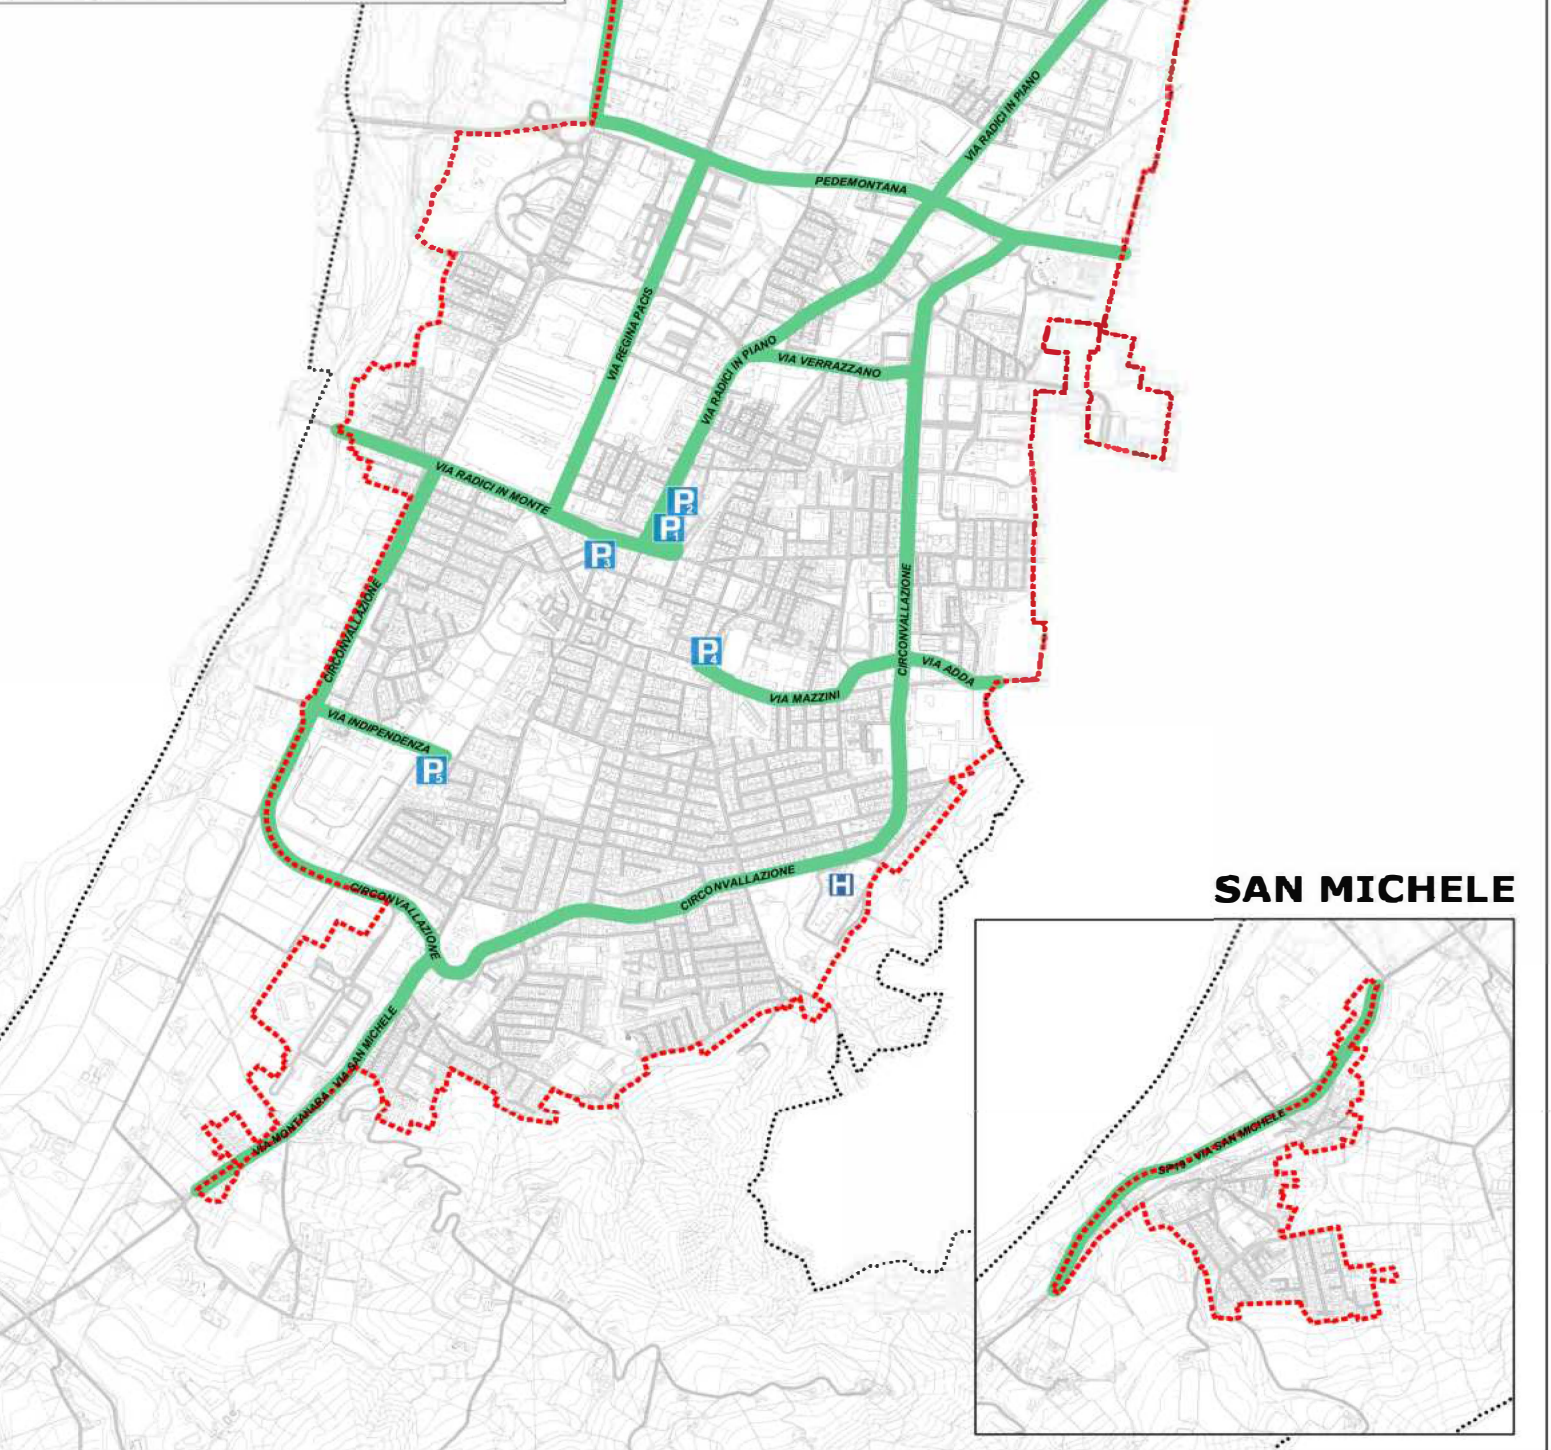 VIA RADICI IN PIANO
PEDEMONTANA
VIA REGINA PACIS
VIA RADICI IN PIANO
VIA VERRAZZANO
VIA RADICI IN MONTE
P2
P1
P3
CIRCONVALLAZIONE
CIRCONVALLAZIONE
P4
VIA ADDA
VIA MAZZINI
VIA INDIPENDENZA
P5
CIRCONVALLAZIONE
CIRCONVALLAZIONE
H
SAN MICHELE
VIA MONTANARA - VIA SAN MICHELE
SP19 - VIA SAN MICHELE